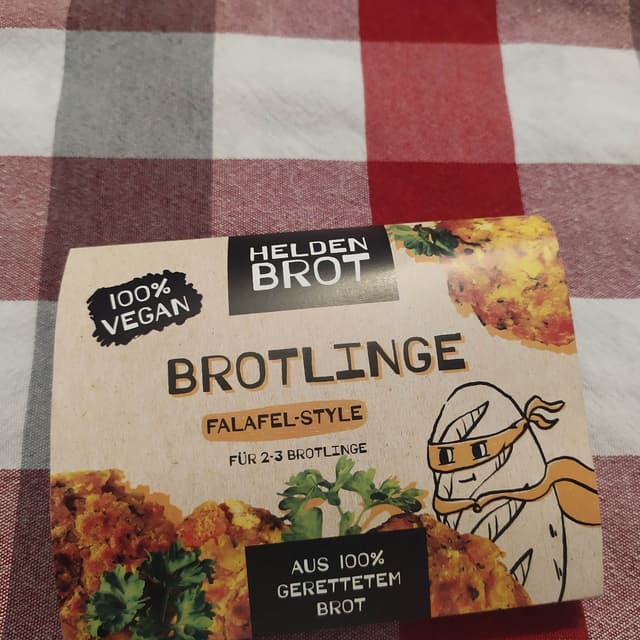 HELDEN
BROT
100%
VEGAN
BROTLINGE
FALAFEL-STYLE
FÜR 2-3 BROTLINGE
AUS 100%
GERETTETEM
BROT